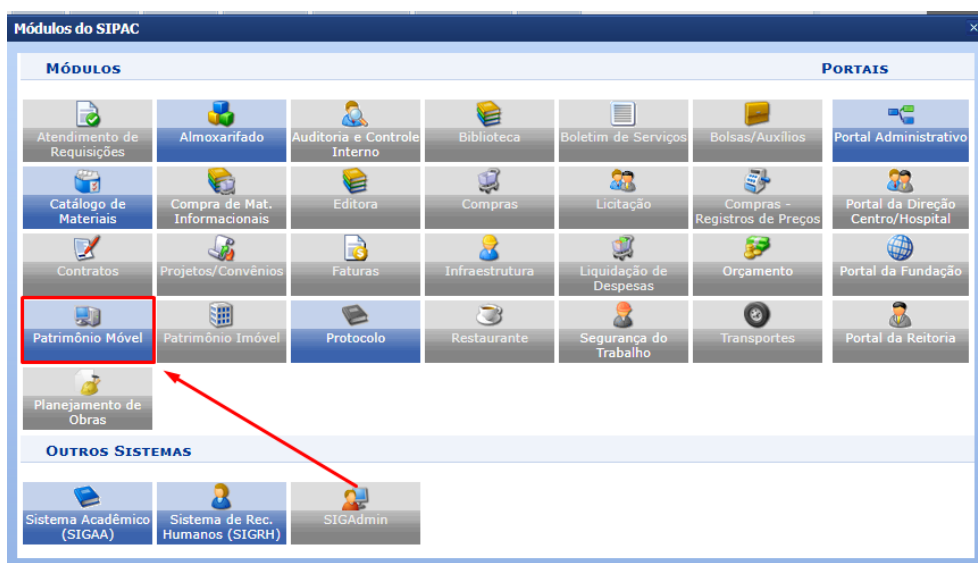 Módulos do SIPAC
×
MÓDULOS
PORTAIS
Atendimento de
Requisições
Almoxarifado
Auditoria e Controle
Interno
Biblioteca
Boletim de Serviços
Bolsas/Auxílios
Portal Administrativo
Catálogo de
Materiais
Compra de Mat.
Informacionais
Editora
Compras
Licitação
Compras -
Registros de Preços
Portal da Direção
Centro/Hospital
Contratos
Projetos/Convênios
Faturas
Infraestrutura
Liquidação de
Despesas
Orçamento
Portal da Fundação
Patrimônio Móvel
Patrimônio Imóvel
Protocolo
Restaurante
Segurança do
Trabalho
Transportes
Portal da Reitoria
Planejamento de
Obras
OUTROS SISTEMAS
Sistema Acadêmico
(SIGAA)
Sistema de Rec.
Humanos (SIGRH)
SIGAdmin